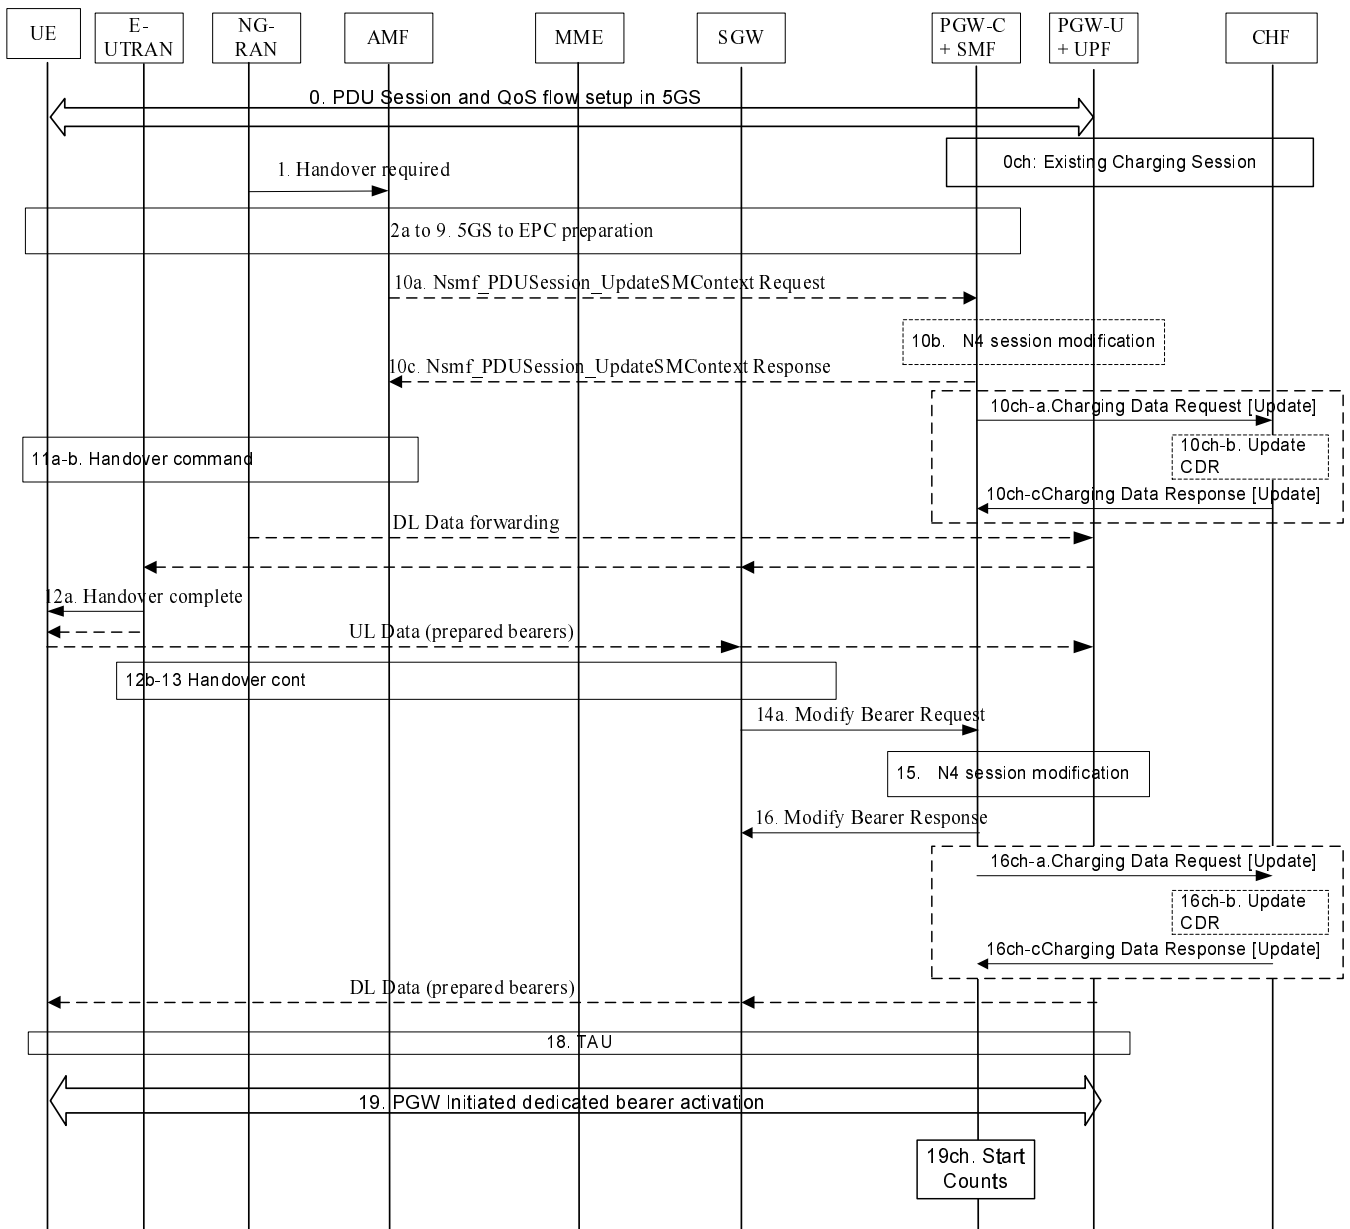 UE
E-
UTRAN
NG-
RAN
AMF
MME
SGW
PGW-C
+ SMF
PGW-U
+ UPF
CHF
0. PDU Session and QoS flow setup in 5GS
0ch: Existing Charging Session
1. Handover required
2a to 9. 5GS to EPC preparation
10a. Nsmf_PDUSession_UpdateSMContext Request
10b. N4 session modification
10c. Nsmf_PDUSession_UpdateSMContext Response
10ch-a.Charging Data Request [Update]
10ch-b. Update
CDR
11a-b. Handover command
10ch-cCharging Data Response [Update]
DL Data forwarding
12a. Handover complete
UL Data (prepared bearers)
12b-13 Handover cont
14a. Modify Bearer Request
15. N4 session modification
16. Modify Bearer Response
16ch-a.Charging Data Request [Update]
16ch-b. Update
CDR
16ch-cCharging Data Response [Update]
DL Data (prepared bearers)
18. TAU
19. PGW Initiated dedicated bearer activation
19ch. Start
Counts